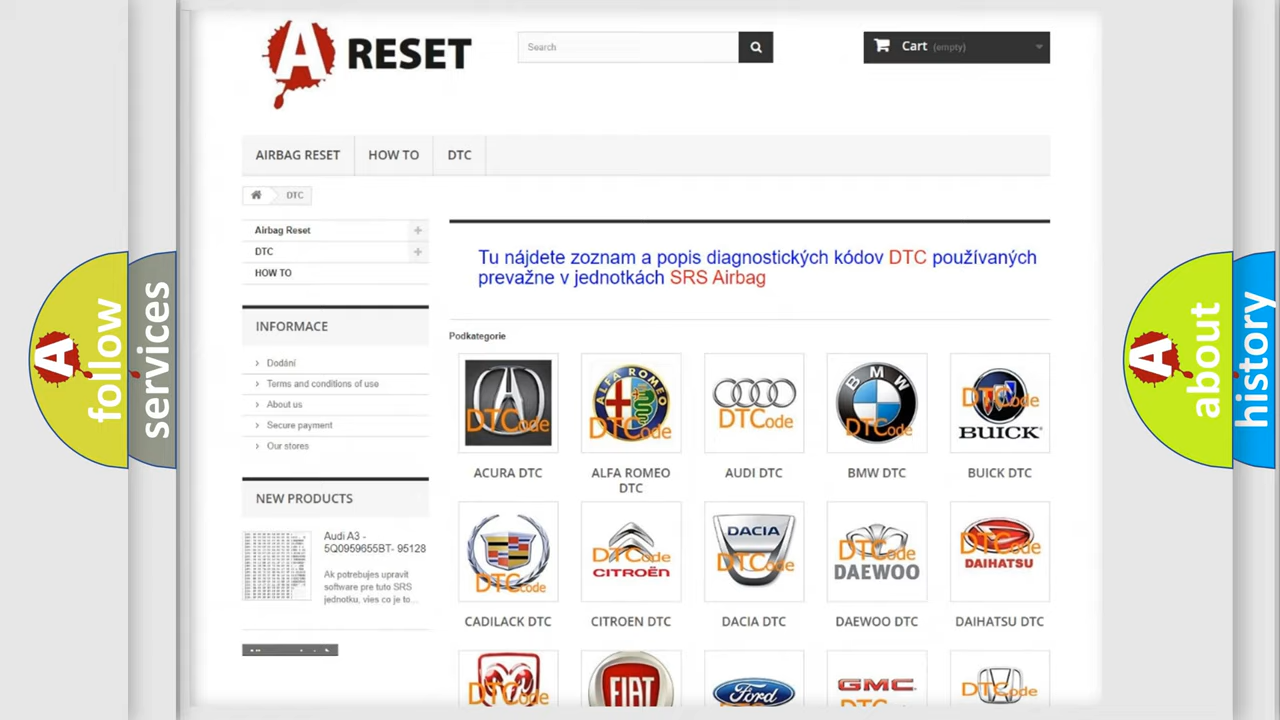 A RESET
Search
Cart (empty)
AIRBAG RESET
HOW TO
DTC
DTC
Airbag Reset
DTC
HOW TO
Tu nájdete zoznam a popis diagnostických kódov DTC používaných
prevažne v jednotkách SRS Airbag
INFORMACE
Dodání
Terms and conditions of use
About us
Secure payment
Our stores
Podkategorie
DTCode
ALFA ROMEO
DTCode
DTCode
BMW
DTCode
DTCode
BUICK
ACURA DTC
ALFA ROMEO
DTC
AUDI DTC
BMW DTC
BUICK DTC
NEW PRODUCTS
Audi A3 -
5Q0959655BT- 95128
Ak potrebujes upravit
software pre tuto SRS
jednotku, vies co je to...
DTCode
DTCode
CITROËN
DACIA
DTCode
DTCode
DAEWOO
DTCode
DAIHATSU
CADILACK DTC
CITROEN DTC
DACIA DTC
DAEWOO DTC
DAIHATSU DTC
DTCode
FIAT
Ford
GMC
DTCode
A follow
services
A about
history